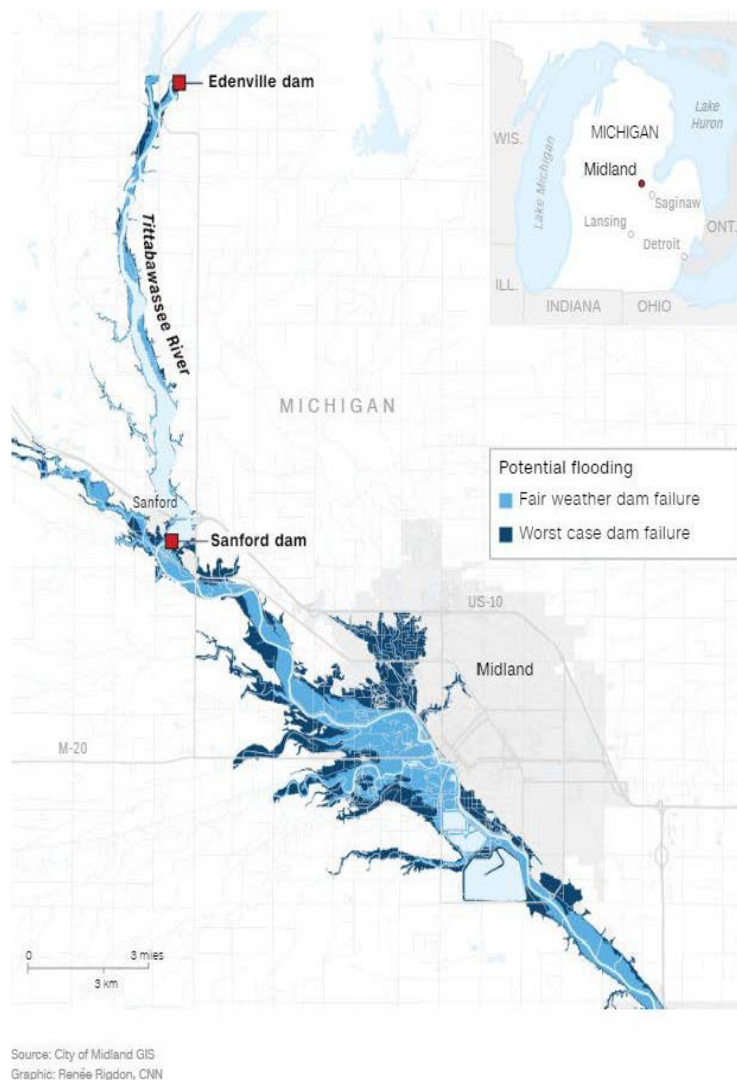 Edenville dam
Tittabawassee River
MICHIGAN
Sanford
Sanford dam
US-10
Midland
M-20
WIS.
MICHIGAN
Lake Huron
Lake Michigan
Midland
Saginaw
Lansing
Detroit
ONT.
ILL.
INDIANA
OHIO
Potential flooding
Fair weather dam failure
Worst case dam failure
0
3 miles
3 km
Source: City of Midland GIS
Graphic: Renée Rigdon, CNN